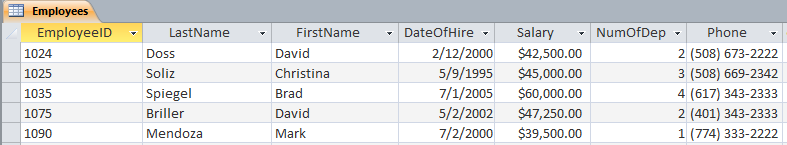 Employees
EmployeeID LastName FirstName DateOfHire Salary NumOfDep Phone
1024 Doss David 2/12/2000 $42,500.00 2 (508) 673-2222
1025 Soliz Christina 5/9/1995 $45,000.00 3 (508) 669-2342
1035 Spiegel Brad 7/1/2005 $60,000.00 4 (617) 343-2333
1075 Briller David 5/2/2002 $47,250.00 2 (401) 343-2333
1090 Mendoza Mark 7/2/2000 $39,500.00 1 (774) 333-2222